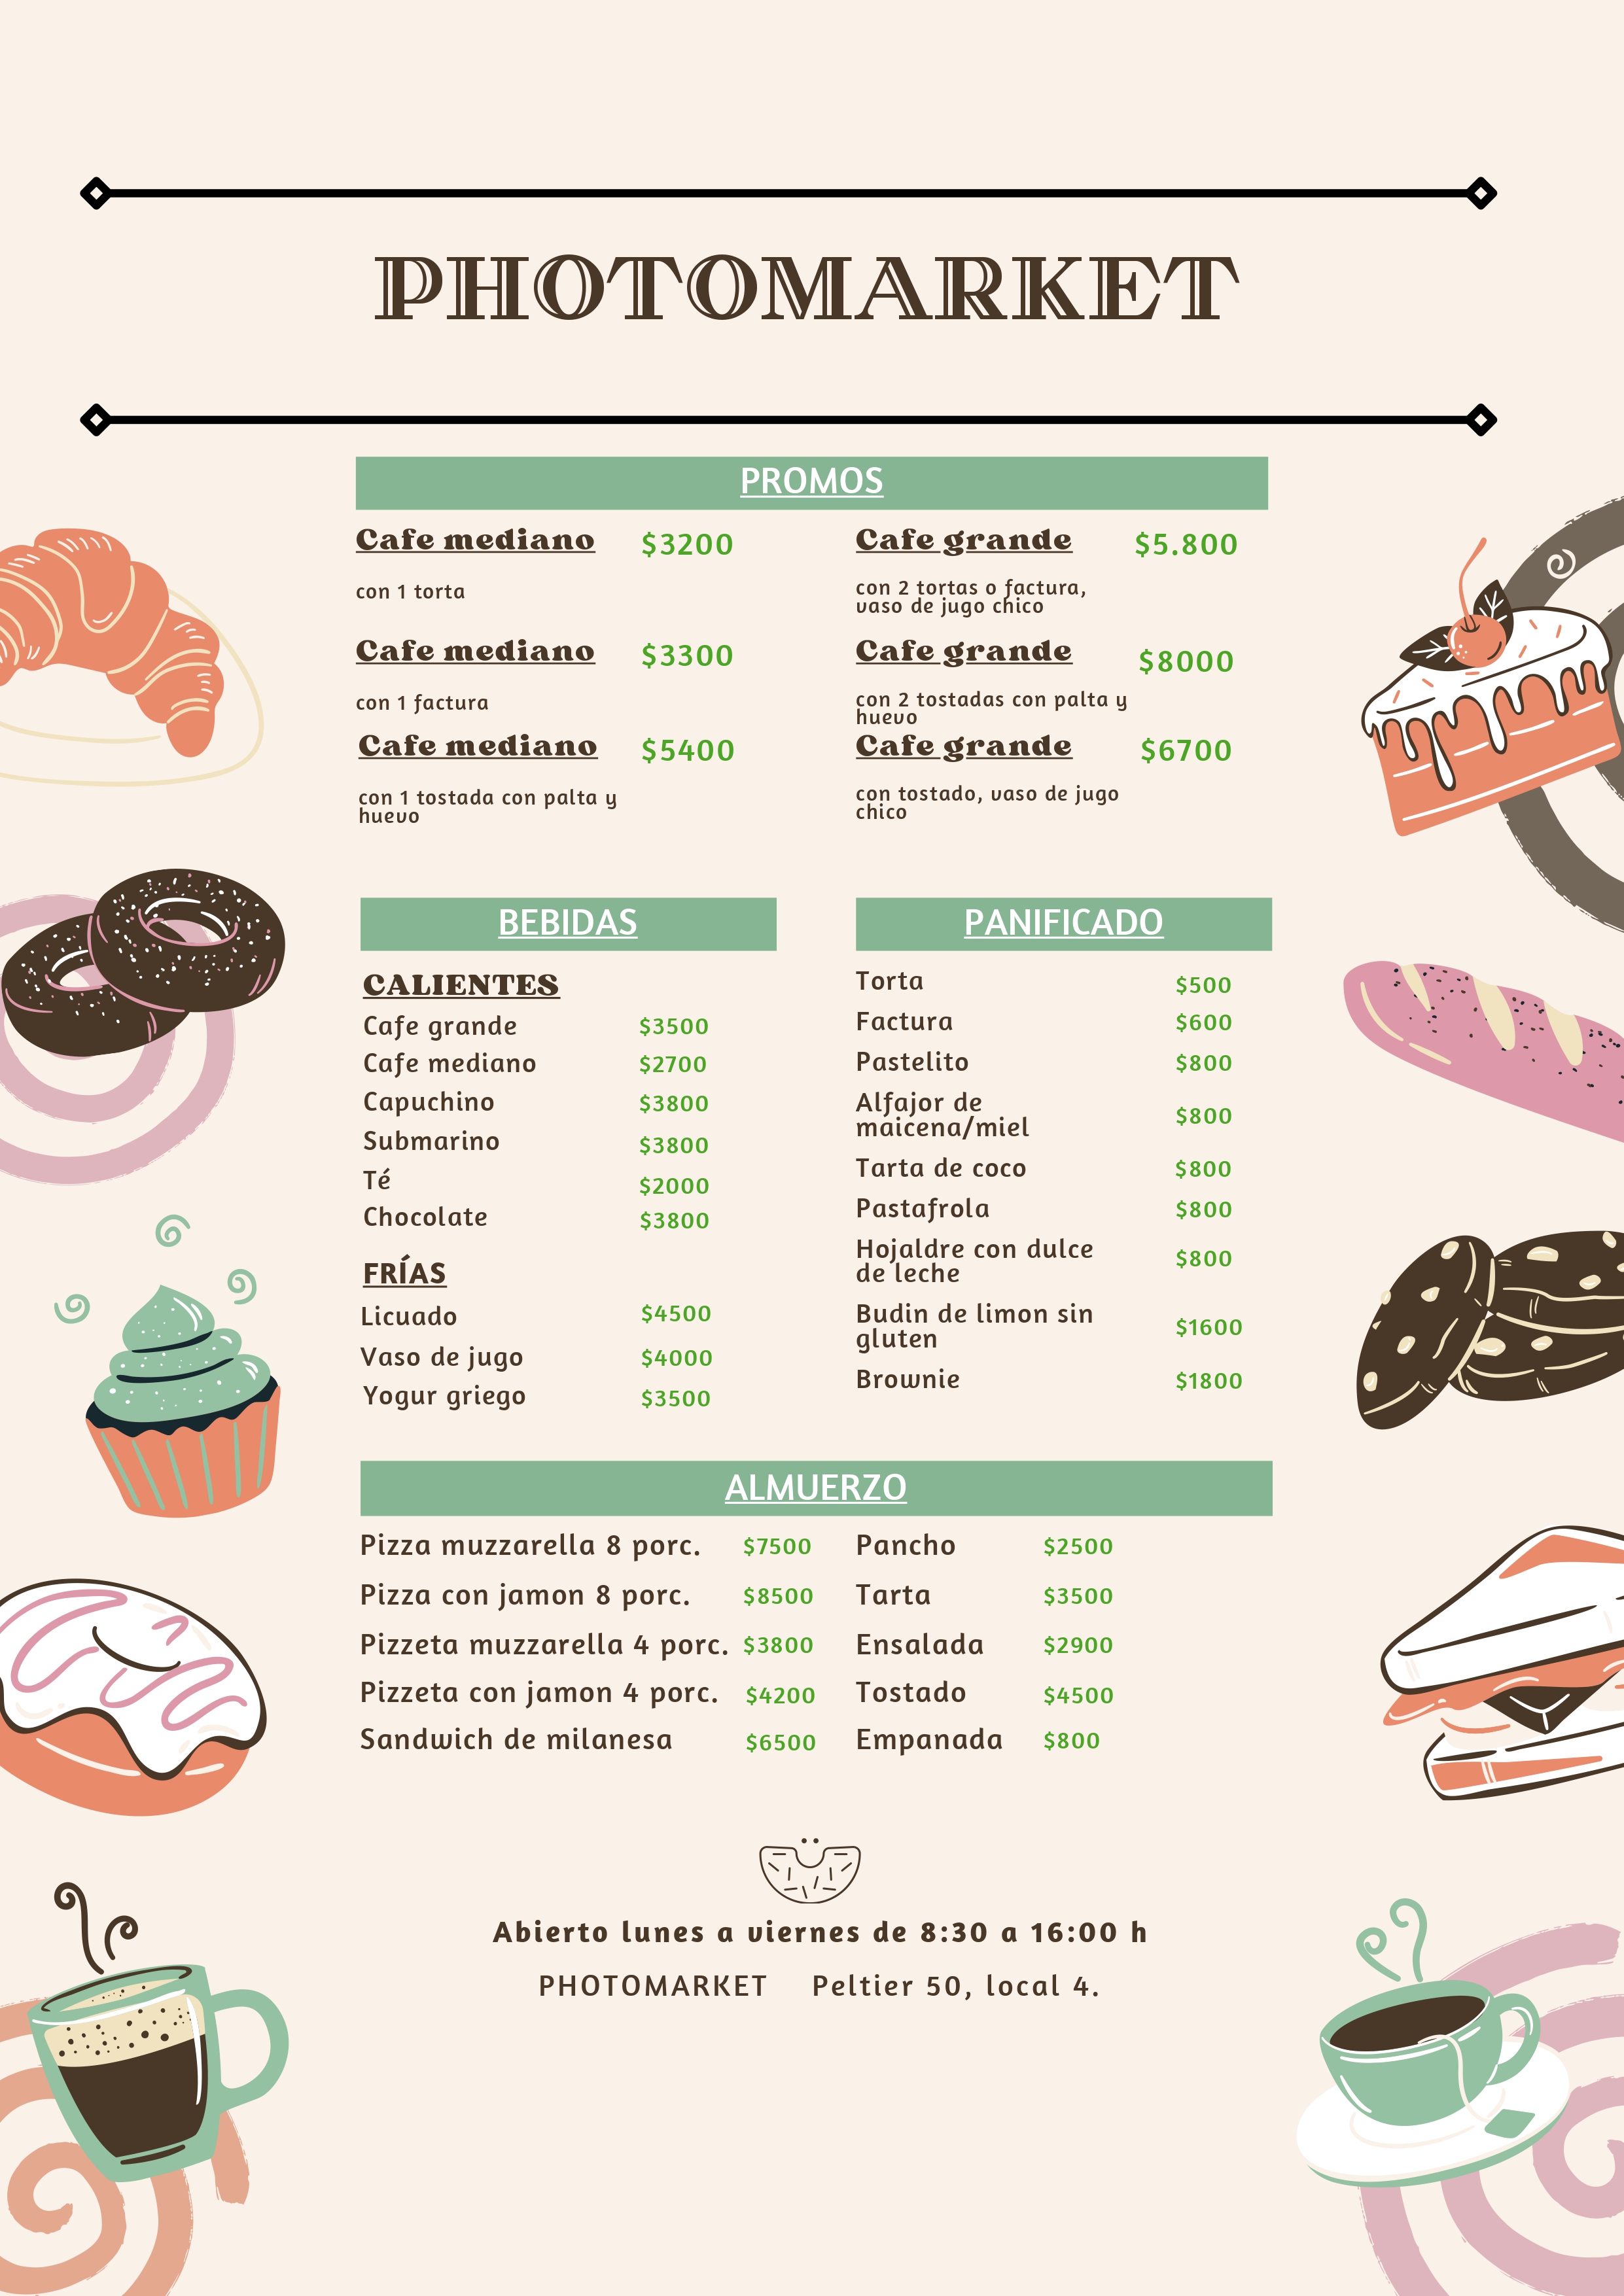 PHOTOMARKET
PROMOS
Cafe mediano $3200
con 1 torta
Cafe mediano $3300
con 1 factura
Cafe mediano $5400
con 1 tostada con palta y
huevo
Cafe grande $5.800
con 2 tortas o factura,
vaso de jugo chico
Cafe grande $8000
con 2 tostadas con palta y
huevo
Cafe grande $6700
con tostado, vaso de jugo
chico
BEBIDAS
CALIENTES
Cafe grande $3500
Cafe mediano $2700
Capuchino $3800
Submarino $3800
Té $2000
Chocolate $3800
FRÍAS
Licuado $4500
Vaso de jugo $4000
Yogur griego $3500
PANIFICADO
Torta $500
Factura $600
Pastelito $800
Alfajor de
maicena/miel $800
Tarta de coco $800
Pastafrola $800
Hojaldre con dulce
de leche $800
Budin de limon sin
gluten $1600
Brownie $1800
ALMUERZO
Pizza muzzarella 8 porc. $7500
Pizza con jamon 8 porc. $8500
Pizzeta muzzarella 4 porc. $3800
Pizzeta con jamon 4 porc. $4200
Sandwich de milanesa $6500
Pancho $2500
Tarta $3500
Ensalada $2900
Tostado $4500
Empanada $800
Abierto lunes a viernes de 8:30 a 16:00 h
PHOTOMARKET Peltier 50, local 4.